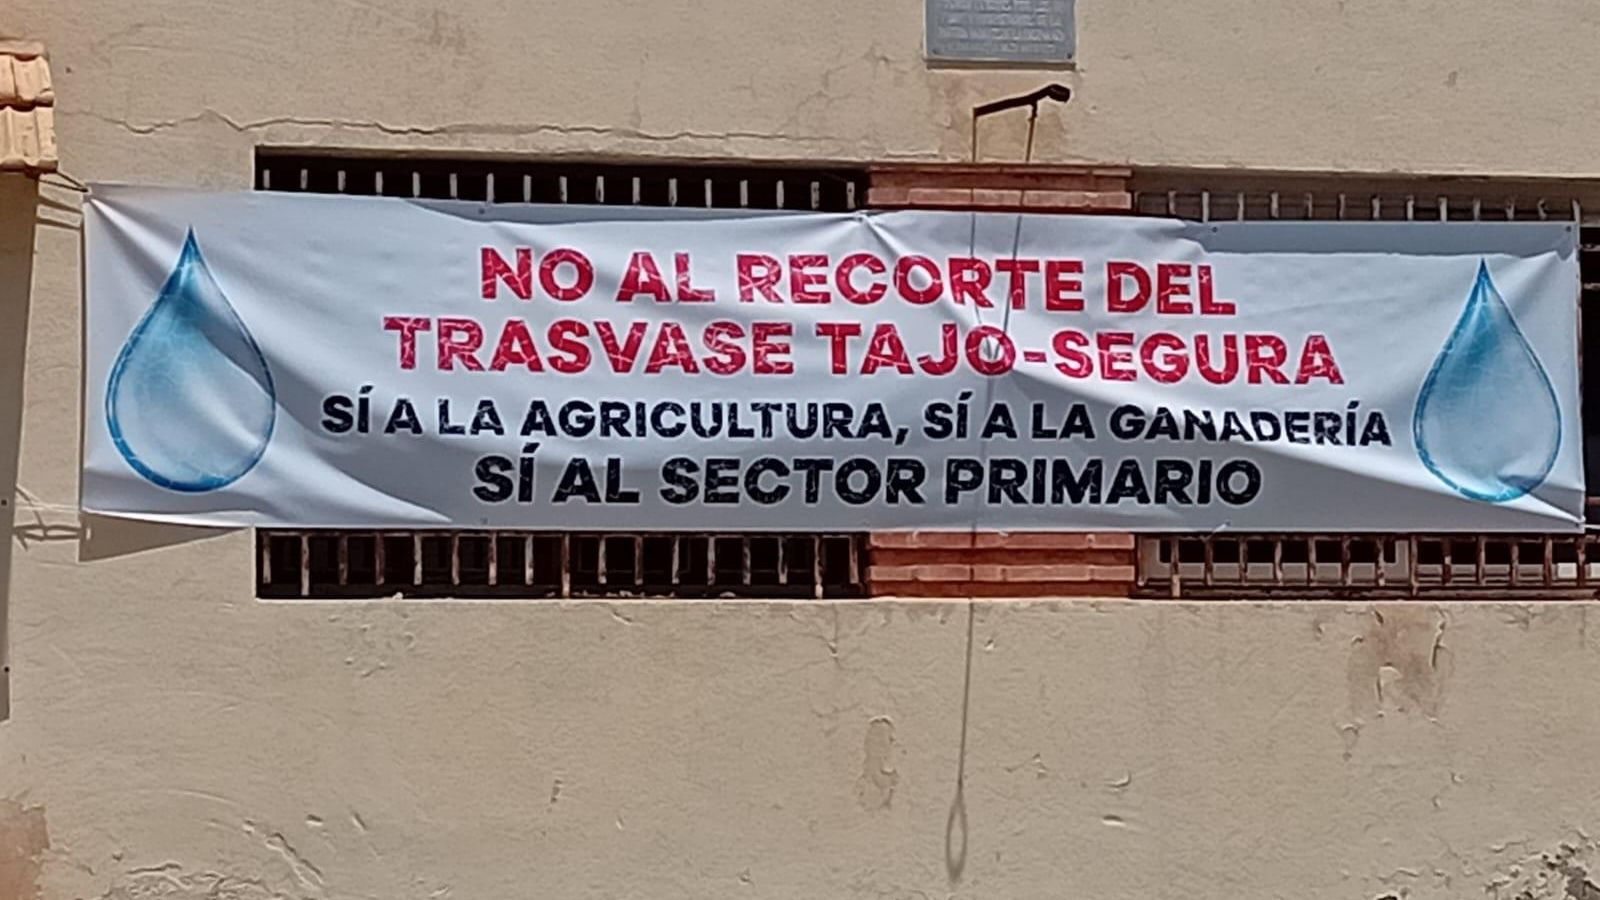 NO AL RECORTE DEL
TRASVASE TAJO-SEGURA
SÍ A LA AGRICULTURA, SÍ A LA GANADERÍA
SÍ AL SECTOR PRIMARIO